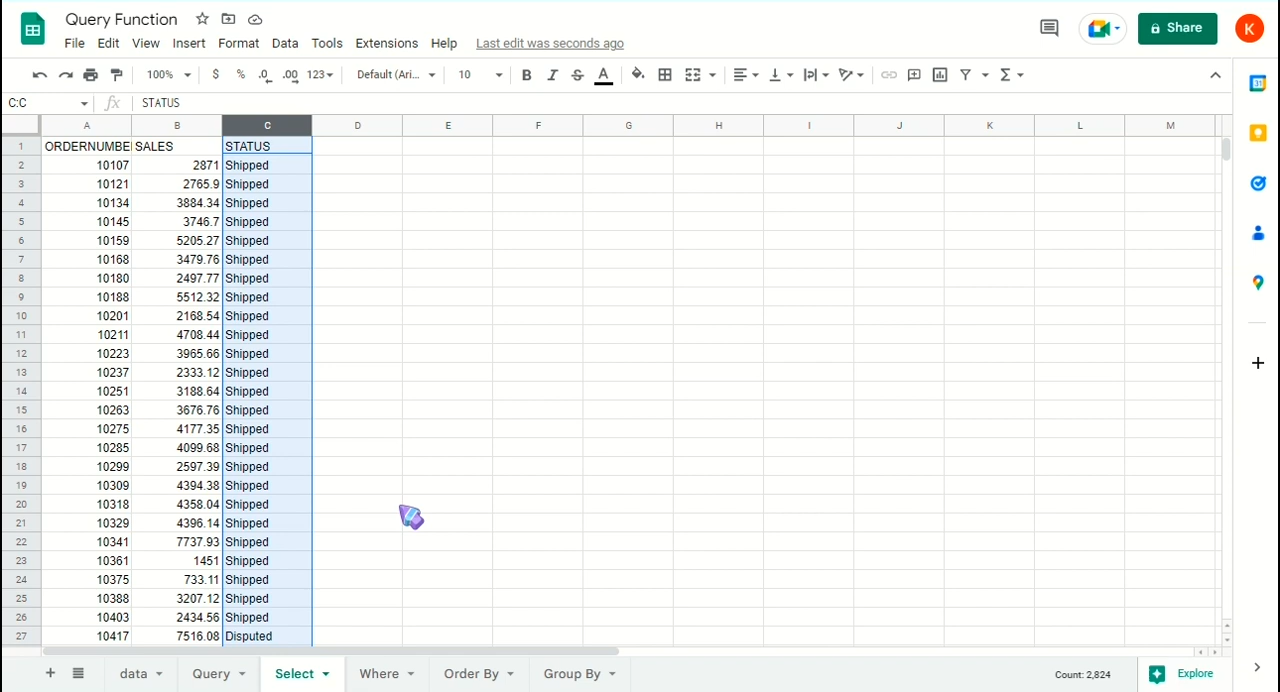 Query Function
File Edit View Insert Format Data Tools Extensions Help Last edit was seconds ago
Share
K
100% $ % .0 .00 123 Default (Ari... 10 B I S A
31
C:C fx STATUS
A B C D E F G H I J K L M
1 ORDERNUMBE SALES STATUS
2 10107 2871 Shipped
3 10121 2765.9 Shipped
4 10134 3884.34 Shipped
5 10145 3746.7 Shipped
6 10159 5205.27 Shipped
7 10168 3479.76 Shipped
8 10180 2497.77 Shipped
9 10188 5512.32 Shipped
10 10201 2168.54 Shipped
11 10211 4708.44 Shipped
12 10223 3965.66 Shipped
13 10237 2333.12 Shipped
14 10251 3188.64 Shipped
15 10263 3676.76 Shipped
16 10275 4177.35 Shipped
17 10285 4099.68 Shipped
18 10299 2597.39 Shipped
19 10309 4394.38 Shipped
20 10318 4358.04 Shipped
21 10329 4396.14 Shipped
22 10341 7737.93 Shipped
23 10361 1451 Shipped
24 10375 733.11 Shipped
25 10388 3207.12 Shipped
26 10403 2434.56 Shipped
27 10417 7516.08 Disputed
data Query Select Where Order By Group By Count: 2,824 Explore